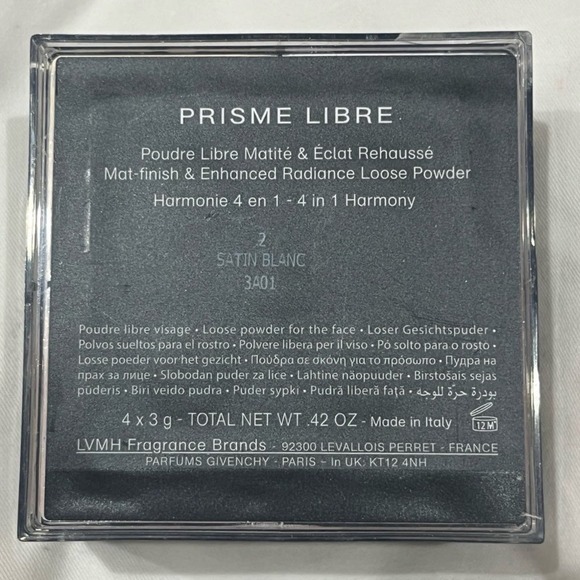 PRISME LIBRE
Poudre Libre Matité & Éclat Rehaussé
Mat-finish & Enhanced Radiance Loose Powder
Harmonie 4 en 1 - 4 in 1 Harmony
2
SATIN BLANC
3A01
Poudre libre visage • Loose powder for the face • Loser Gesichtspuder •
Polvos sueltos para el rostro • Polvere libera per il viso • Pó solto para o rosto •
Losse poeder voor het gezicht • Πούδρα σε σκόνη για το πρόσωπο • Пудра на
прах за лице • Slobodan puder za lice • Lahtine näopuuder • Birstošais sejas
pūderis • Biri veido pudra • Puder sypki • Pudră liberă față • بودرة حرّة للوجه
4 x 3 g - TOTAL NET WT .42 OZ - Made in Italy
12 M
LVMH Fragrance Brands - 92300 LEVALLOIS PERRET - FRANCE
PARFUMS GIVENCHY - PARIS – In UK: KT12 4NH